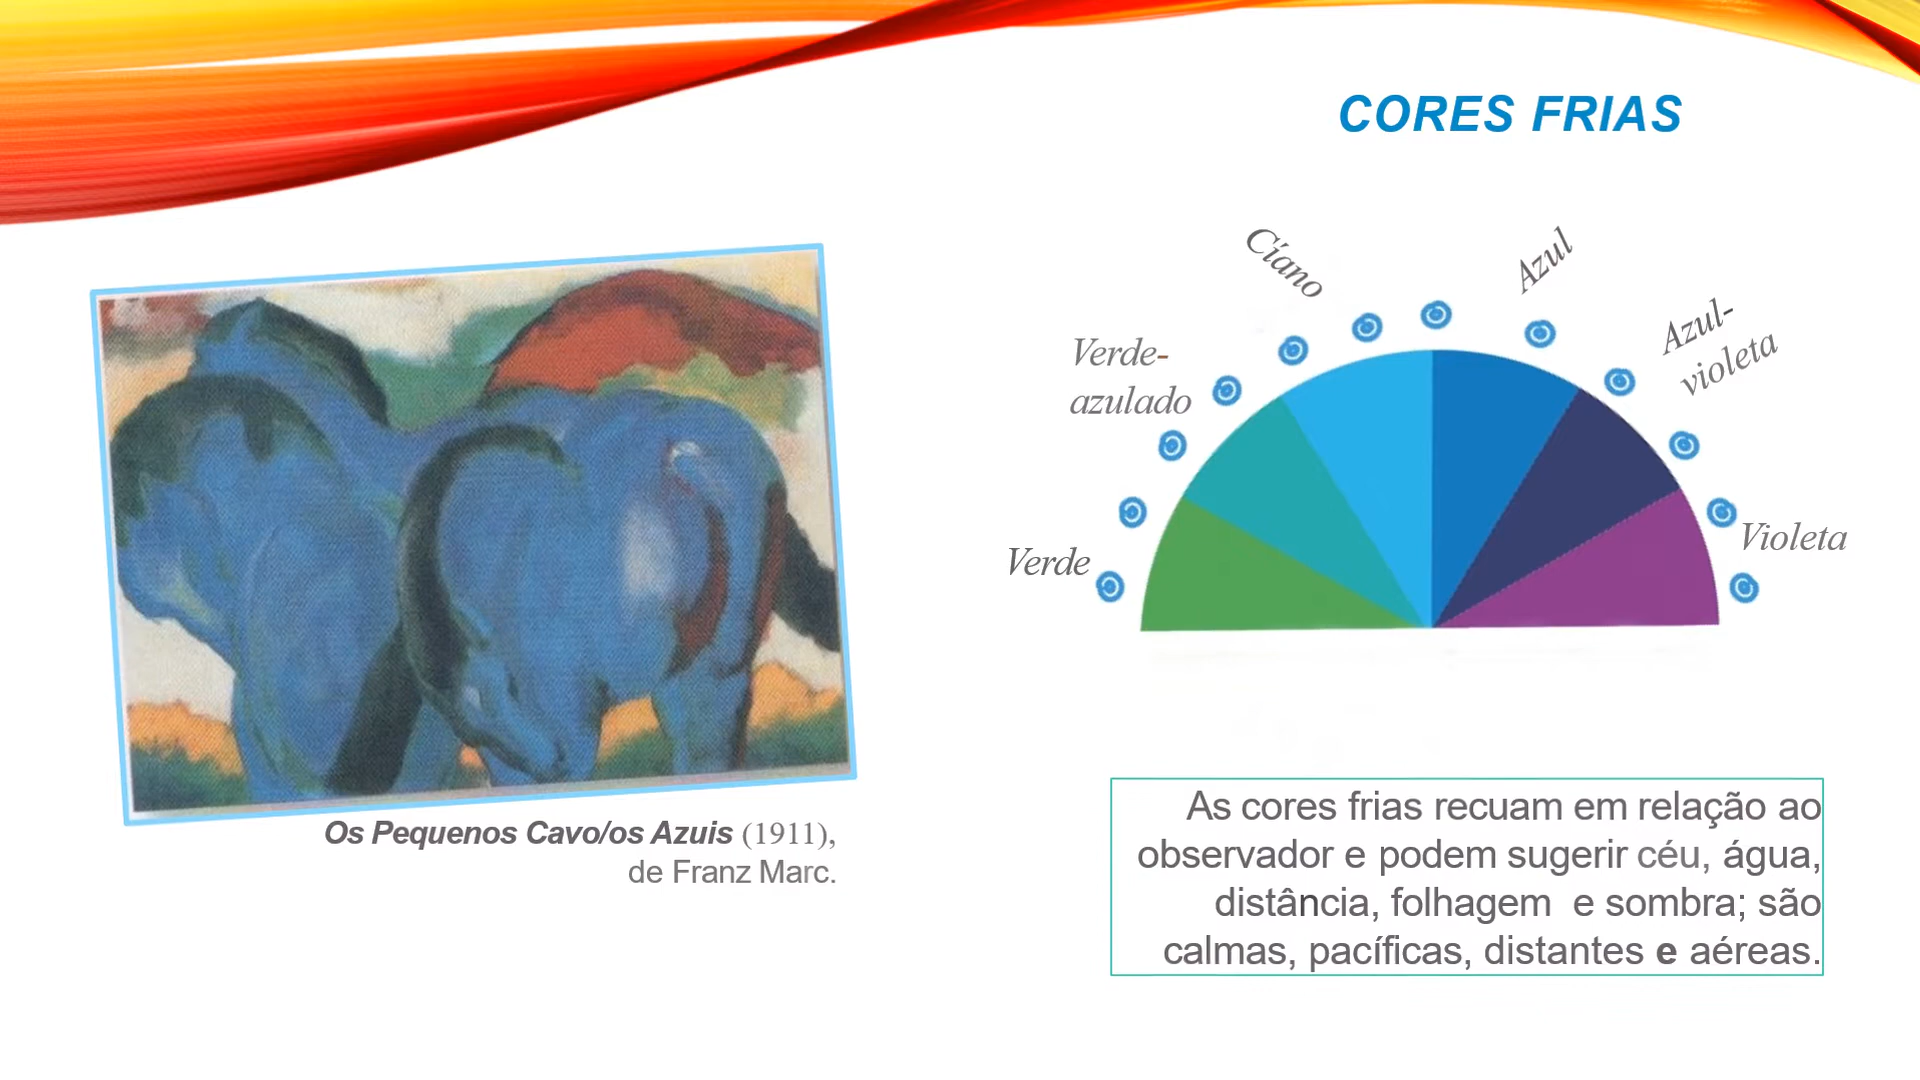 CORES FRIAS
Cíano
Azul
Azul-
violeta
Verde-
azulado
Violeta
Verde
Os Pequenos Cavo/os Azuis (1911),
de Franz Marc.
As cores frias recuam em relação ao
observador e podem sugerir céu, água,
distância, folhagem e sombra; são
calmas, pacíficas, distantes e aéreas.